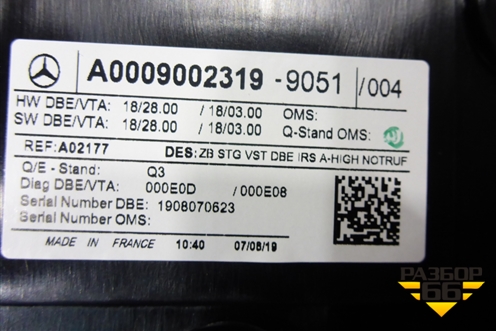 A0009002319 - 9051 /004
HW DBE/VTA: 18/28.00 / 18/03.00 OMS:
SW DBE/VTA: 18/28.00 / 18/03.00 Q-Stand OMS:
REF: A02177 DES: ZB STG VST DBE IRS A-HIGH NOTRUF
Q/E - Stand: Q3
Diag DBE/VTA: 000E0D / 000E08
Serial Number DBE: 1908070623
Serial Number OMS:
MADE IN FRANCE 10:40 07/08/19
РАЗБОР
66